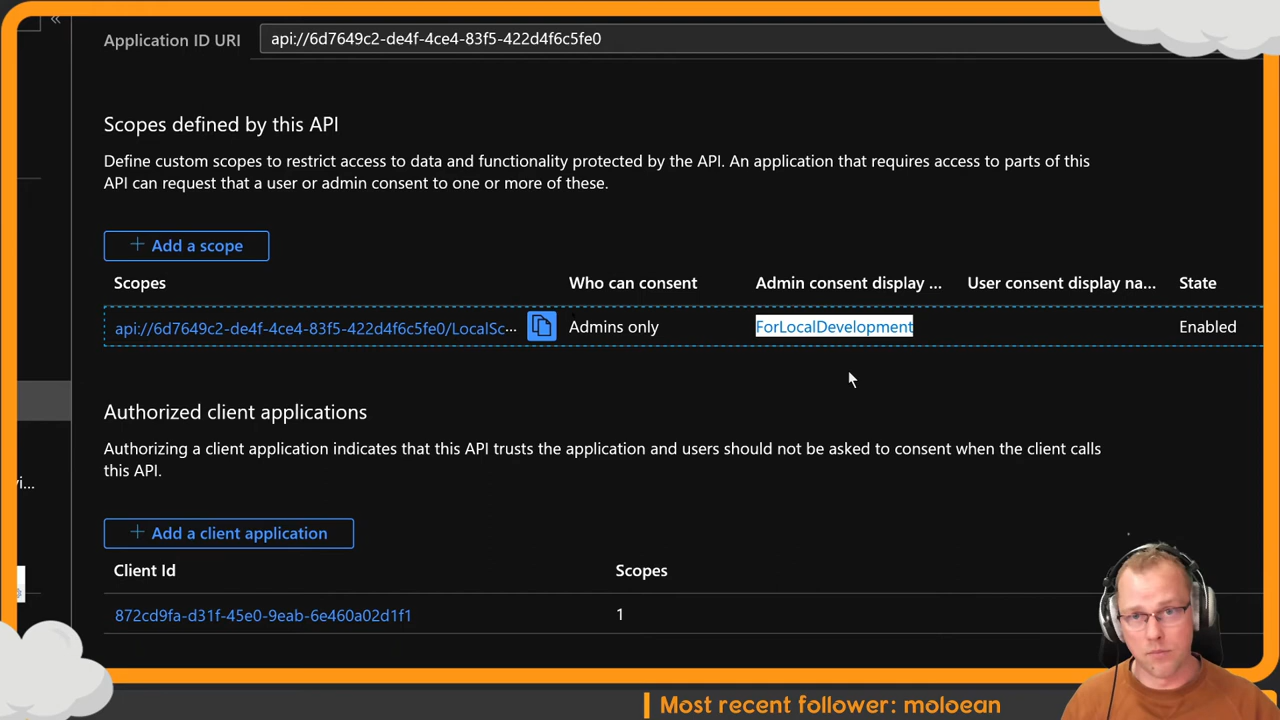 «
Application ID URI
api://6d7649c2-de4f-4ce4-83f5-422d4f6c5fe0
Scopes defined by this API
Define custom scopes to restrict access to data and functionality protected by the API. An application that requires access to parts of this
API can request that a user or admin consent to one or more of these.
+ Add a scope
Scopes Who can consent Admin consent display ... User consent display na... State
api://6d7649c2-de4f-4ce4-83f5-422d4f6c5fe0/LocalSc··· Admins only ForLocalDevelopment Enabled
Authorized client applications
Authorizing a client application indicates that this API trusts the application and users should not be asked to consent when the client calls
this API.
vi...
+ Add a client application
Client Id Scopes
872cd9fa-d31f-45e0-9eab-6e460a02d1f1 1
Most recent follower: moloean